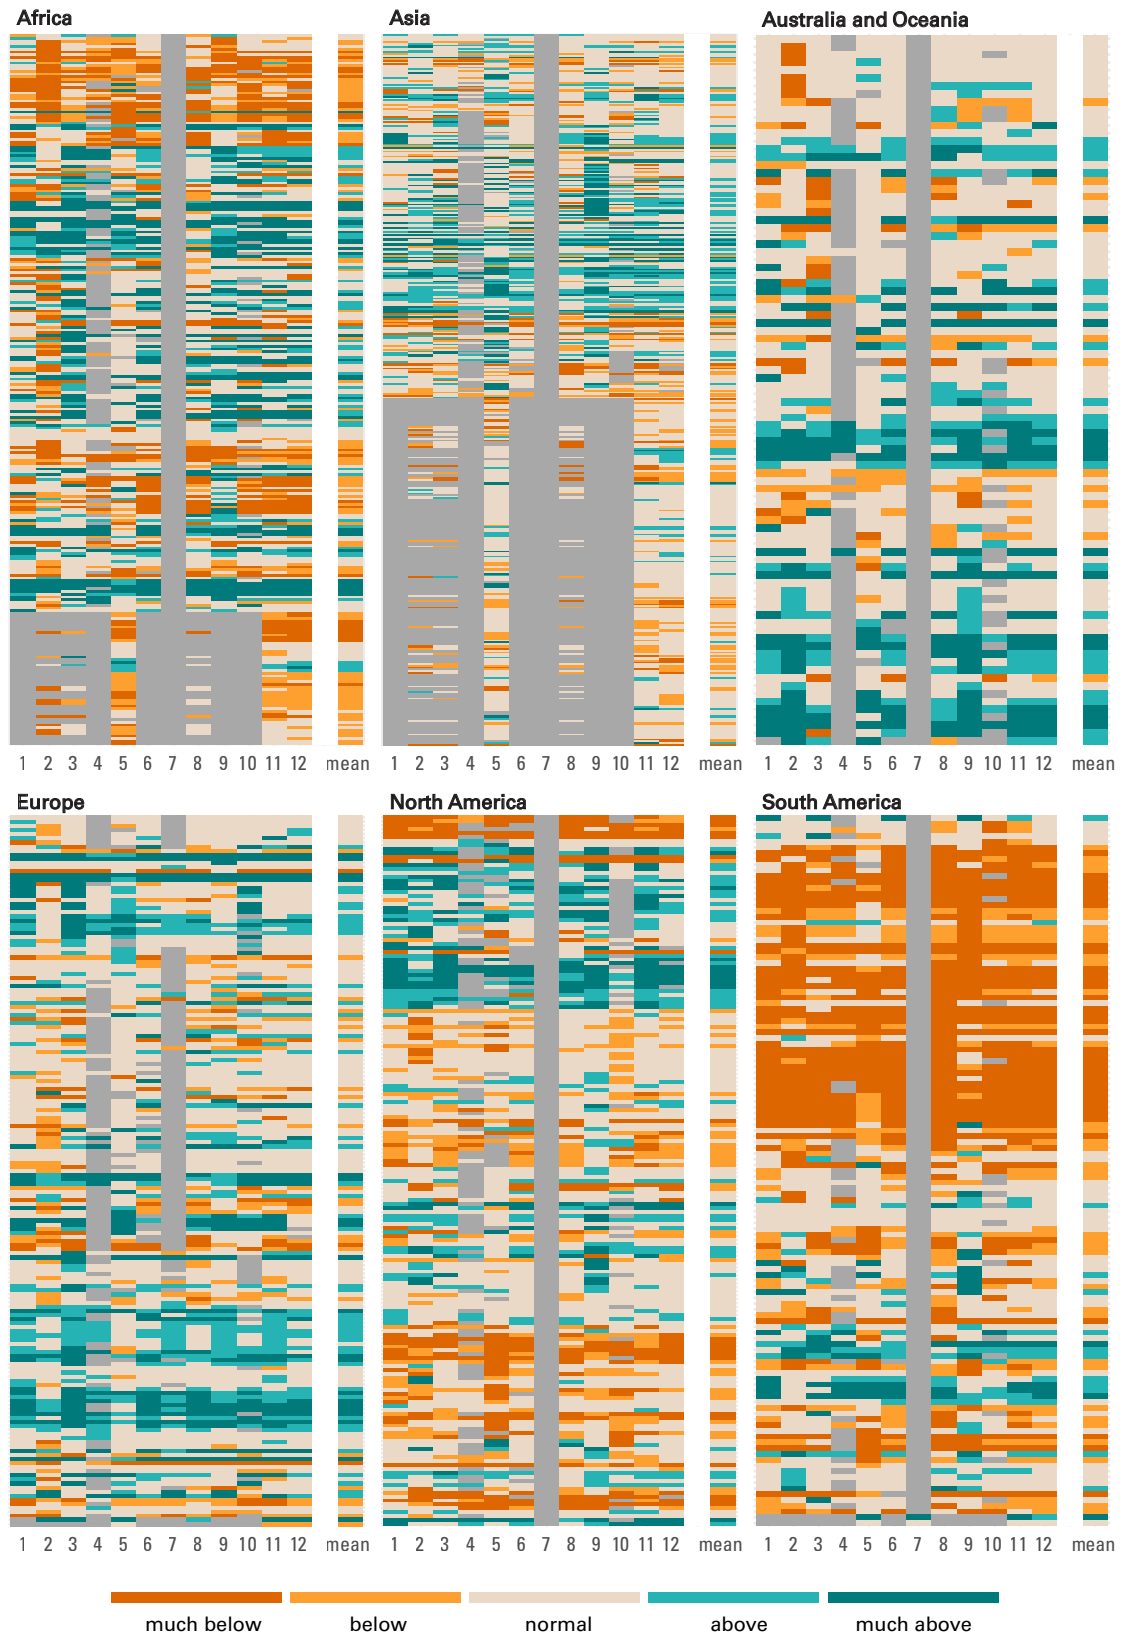 Africa
Asia
Australia and Oceania
1 2 3 4 5 6 7 8 9 10 11 12 mean
1 2 3 4 5 6 7 8 9 10 11 12 mean
1 2 3 4 5 6 7 8 9 10 11 12 mean
Europe
North America
South America
1 2 3 4 5 6 7 8 9 10 11 12 mean
1 2 3 4 5 6 7 8 9 10 11 12 mean
1 2 3 4 5 6 7 8 9 10 11 12 mean
much below
below
normal
above
much above